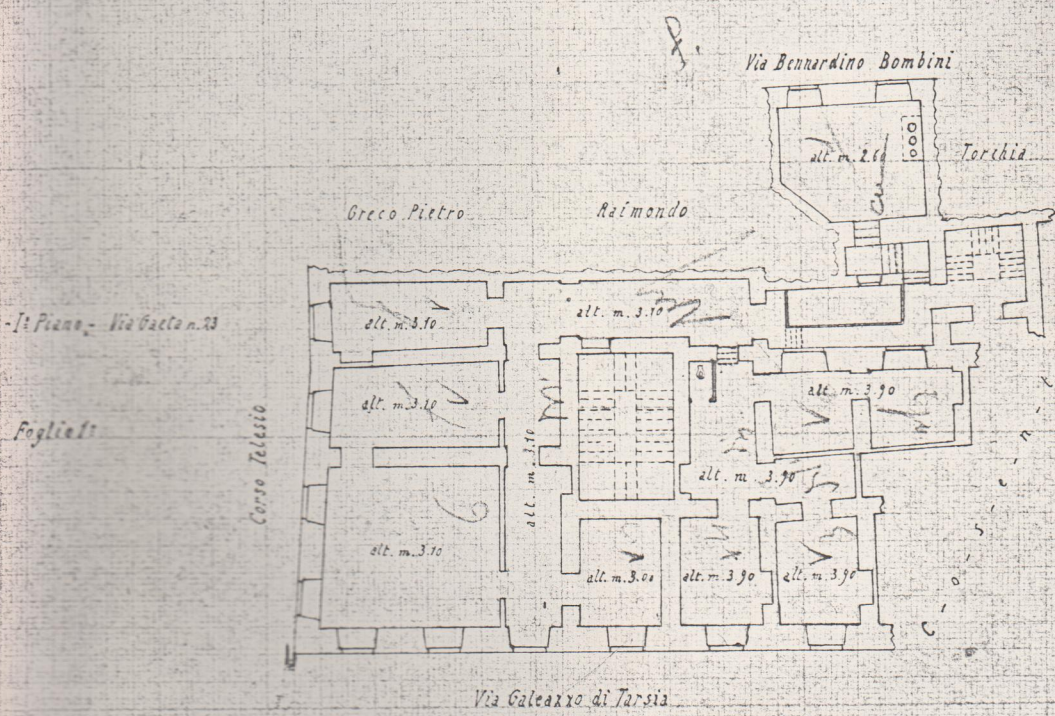 Via Bennardino Bombini
alt. m. 2.60
Torchia
cu
Greco Pietro
Raimondo
- I° Piano - Via Gaeta n. 23
alt. m. 3.10
alt. m. 3.10
alt. m. 3.10
alt. m. 3.90
Foglio 1°
Corso Telesio
alt. m. 3.10
alt. m. 3.90
alt. m. 3.10
alt. m. 3.00
alt. m. 3.90
alt. m. 3.90
Via Galeazzo di Tarsia